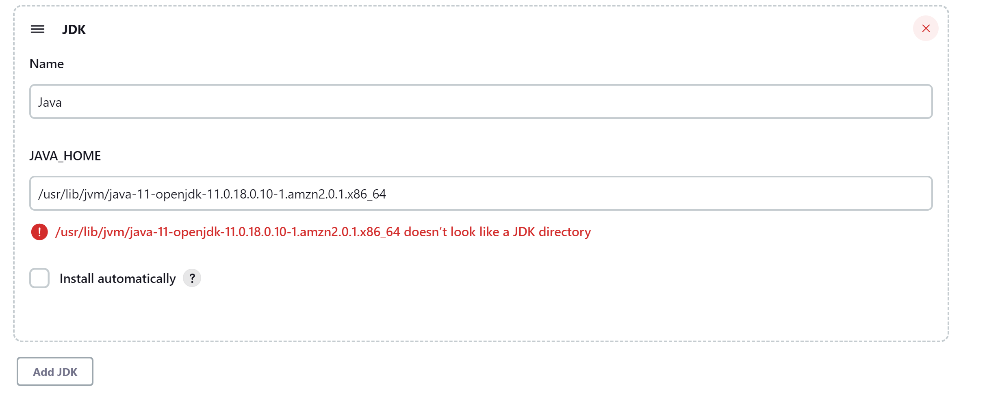 JDK
Name
Java
JAVA_HOME
/usr/lib/jvm/java-11-openjdk-11.0.18.0.10-1.amzn2.0.1.x86_64
/usr/lib/jvm/java-11-openjdk-11.0.18.0.10-1.amzn2.0.1.x86_64 doesn’t look like a JDK directory
Install automatically ?
Add JDK